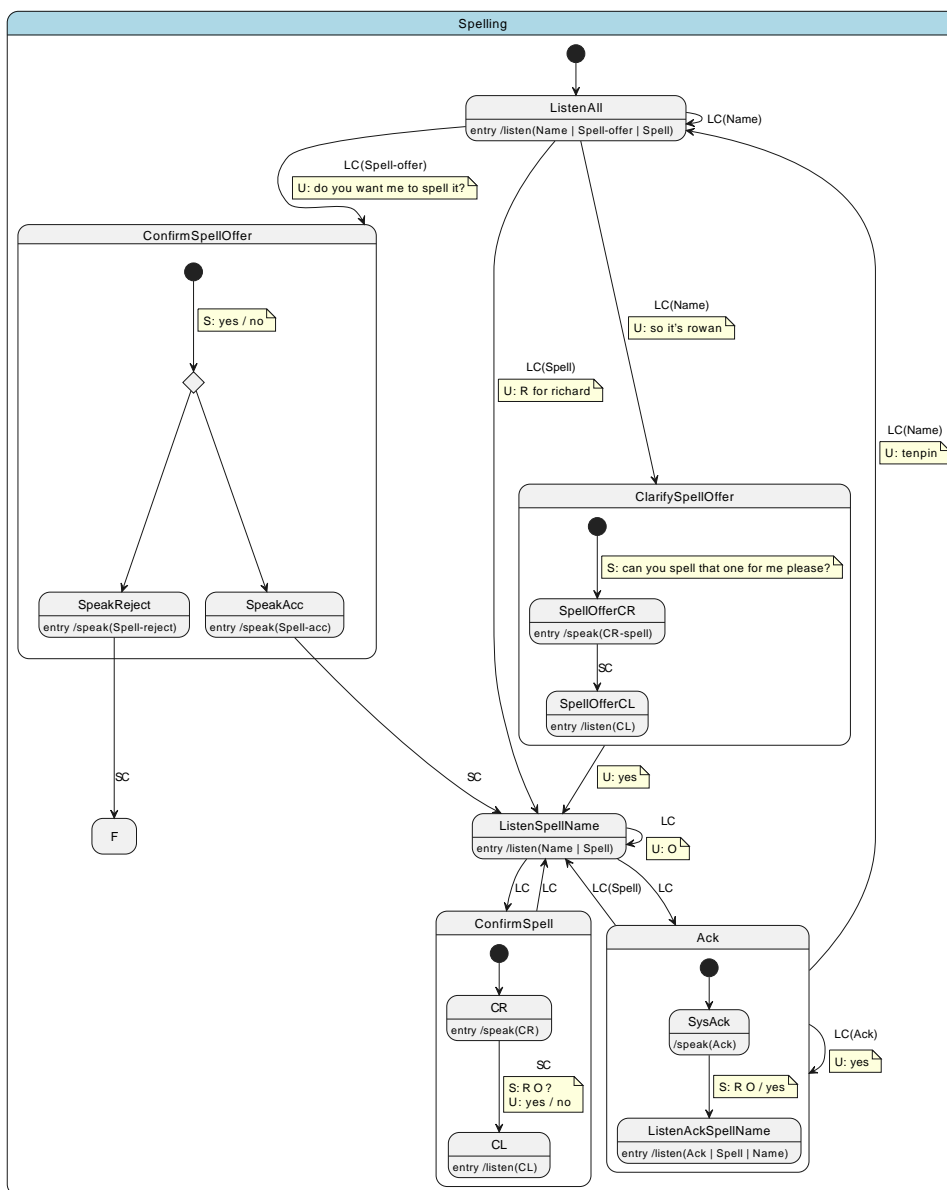 Spelling
ListenAll
entry /listen(Name | Spell-offer | Spell)
LC(Name)
LC(Spell-offer)
U: do you want me to spell it?
ConfirmSpellOffer
S: yes / no
LC(Name)
U: so it's rowan
LC(Spell)
U: R for richard
LC(Name)
U: tenpin
ClarifySpellOffer
S: can you spell that one for me please?
SpeakReject
entry /speak(Spell-reject)
SpeakAcc
entry /speak(Spell-acc)
SpellOfferCR
entry /speak(CR-spell)
SC
SpellOfferCL
entry /listen(CL)
SC
SC
U: yes
F
ListenSpellName
entry /listen(Name | Spell)
LC
U: O
LC
LC
LC(Spell)
LC
ConfirmSpell
Ack
CR
entry /speak(CR)
SysAck
/speak(Ack)
LC(Ack)
U: yes
SC
S: R O ?
U: yes / no
S: R O / yes
CL
entry /listen(CL)
ListenAckSpellName
entry /listen(Ack | Spell | Name)